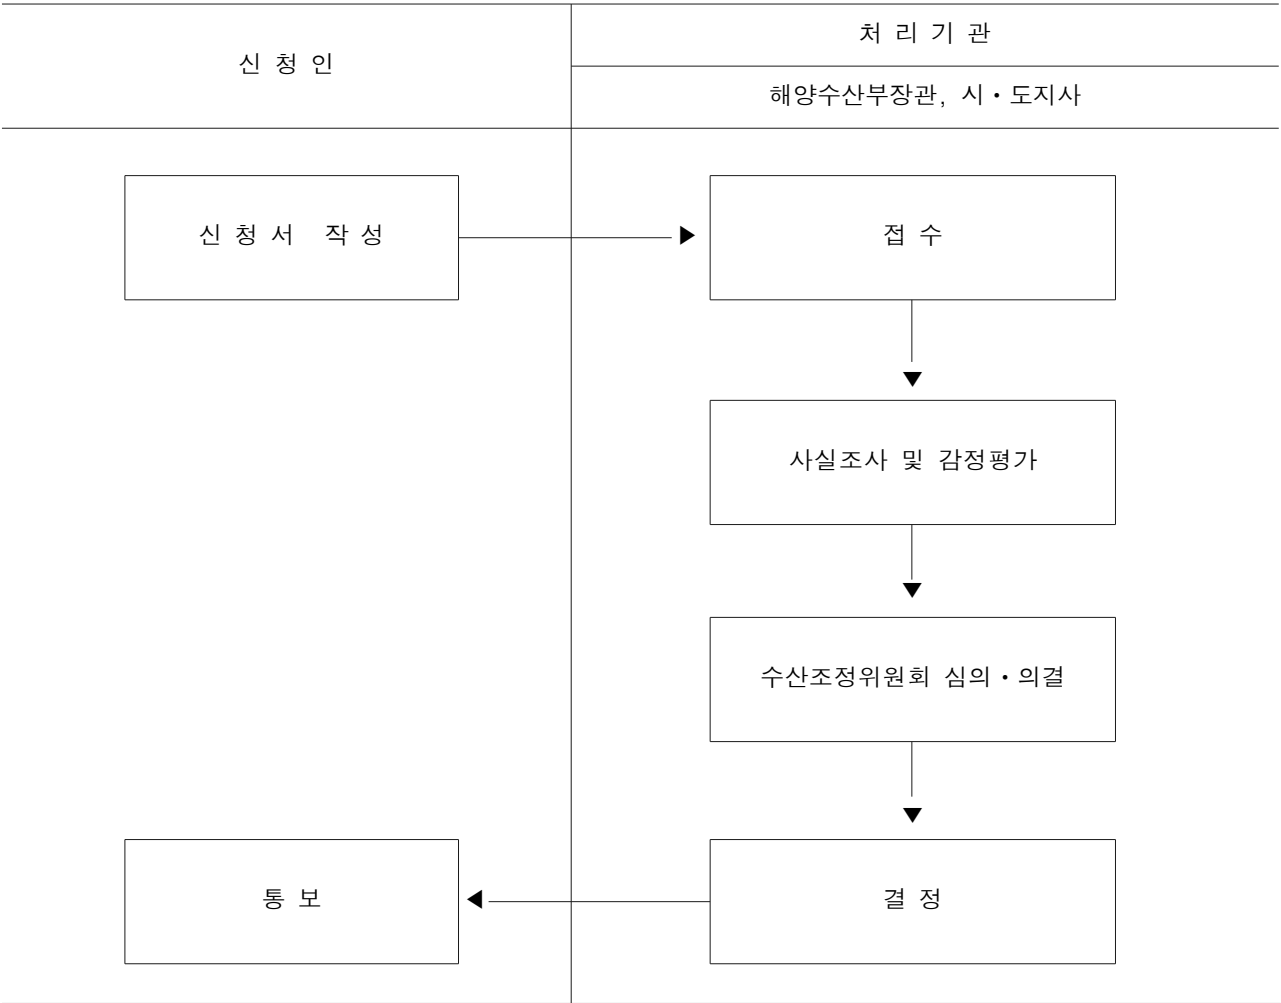 신 청 인
처 리 기 관
해양수산부장관, 시・도지사
신 청 서 작 성
접 수
사실조사 및 감정평가
수산조정위원회 심의・의결
통 보
결 정